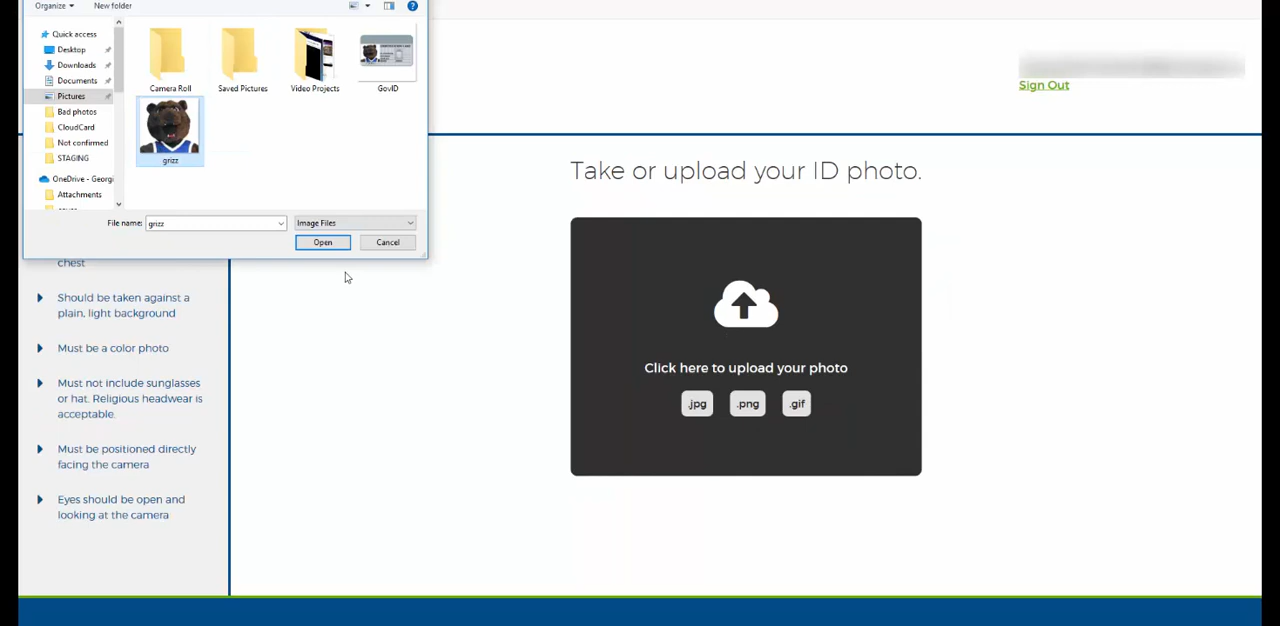 Organize
New folder
Quick access
Desktop
Downloads
Documents
Pictures
Bad photos
CloudCard
Not confirmed
STAGING
OneDrive - Georgi
Attachments
Camera Roll
Saved Pictures
Video Projects
GovID
grizz
File name:
grizz
Image Files
Open
Cancel
Sign Out
Take or upload your ID photo.
Click here to upload your photo
.jpg
.png
.gif
chest
Should be taken against a
plain, light background
Must be a color photo
Must not include sunglasses
or hat. Religious headwear is
acceptable.
Must be positioned directly
facing the camera
Eyes should be open and
looking at the camera